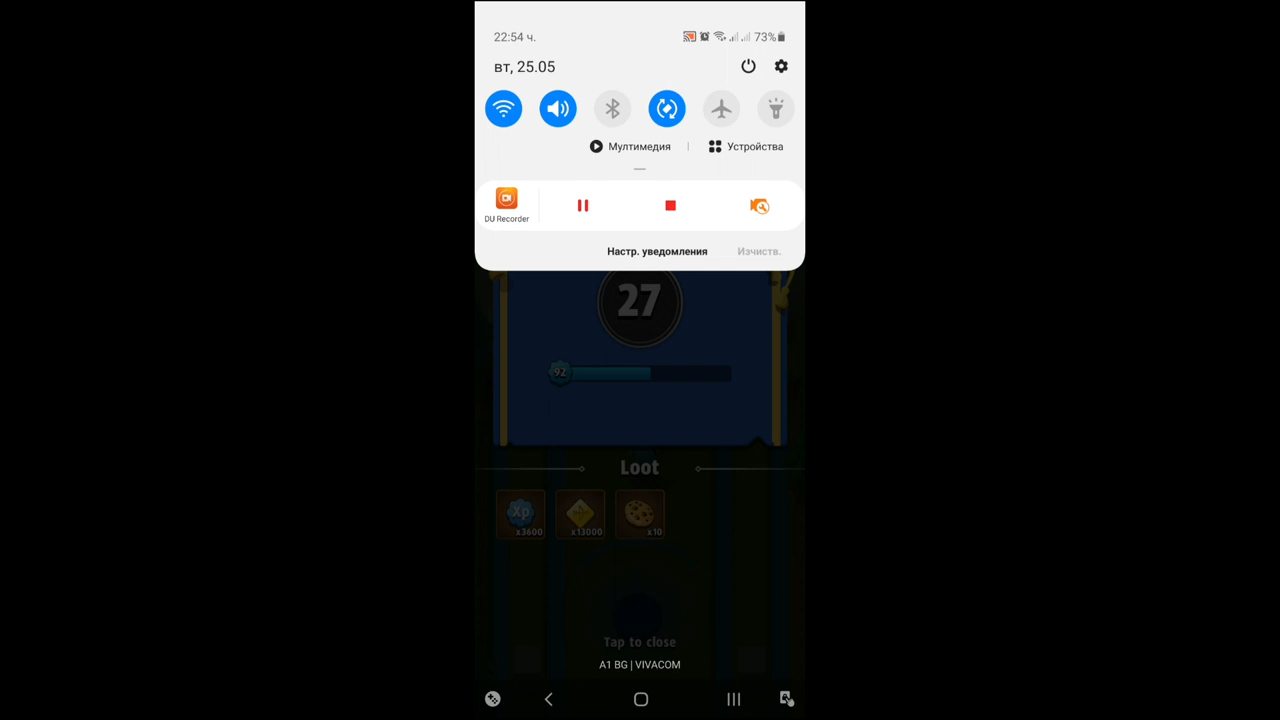 22:54 ч.
73%
вт, 25.05
Мултимедия | Устройства
DU Recorder
Настр. уведомления
Изчиств.
27
92
Loot
Xp
x3600
x13000
x10
Tap to close
A1 BG | VIVACOM